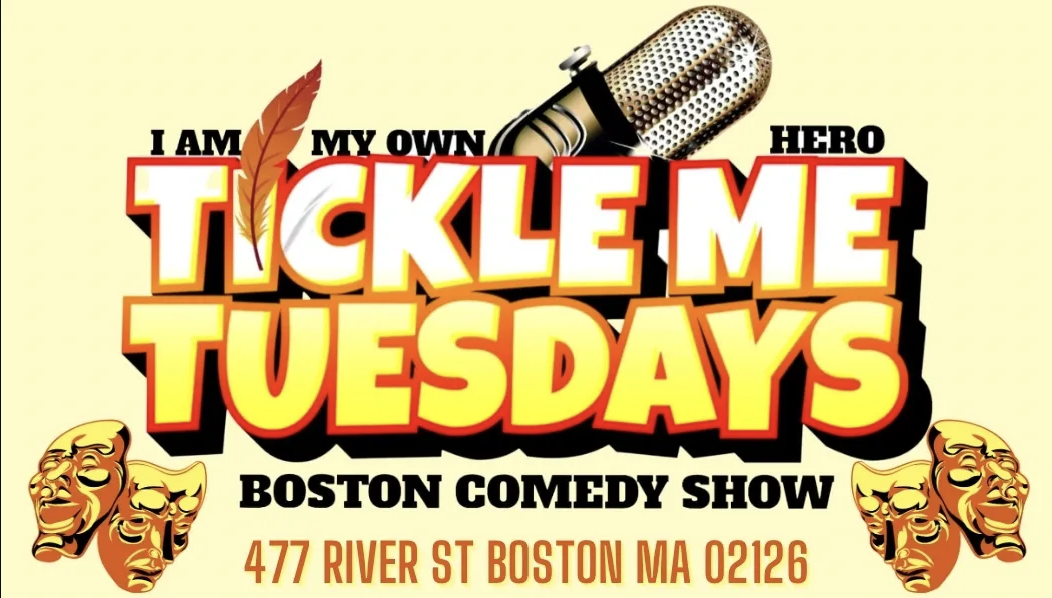 I AM MY OWN HERO
TICKLE ME
TUESDAYS
BOSTON COMEDY SHOW
477 RIVER ST BOSTON MA 02126